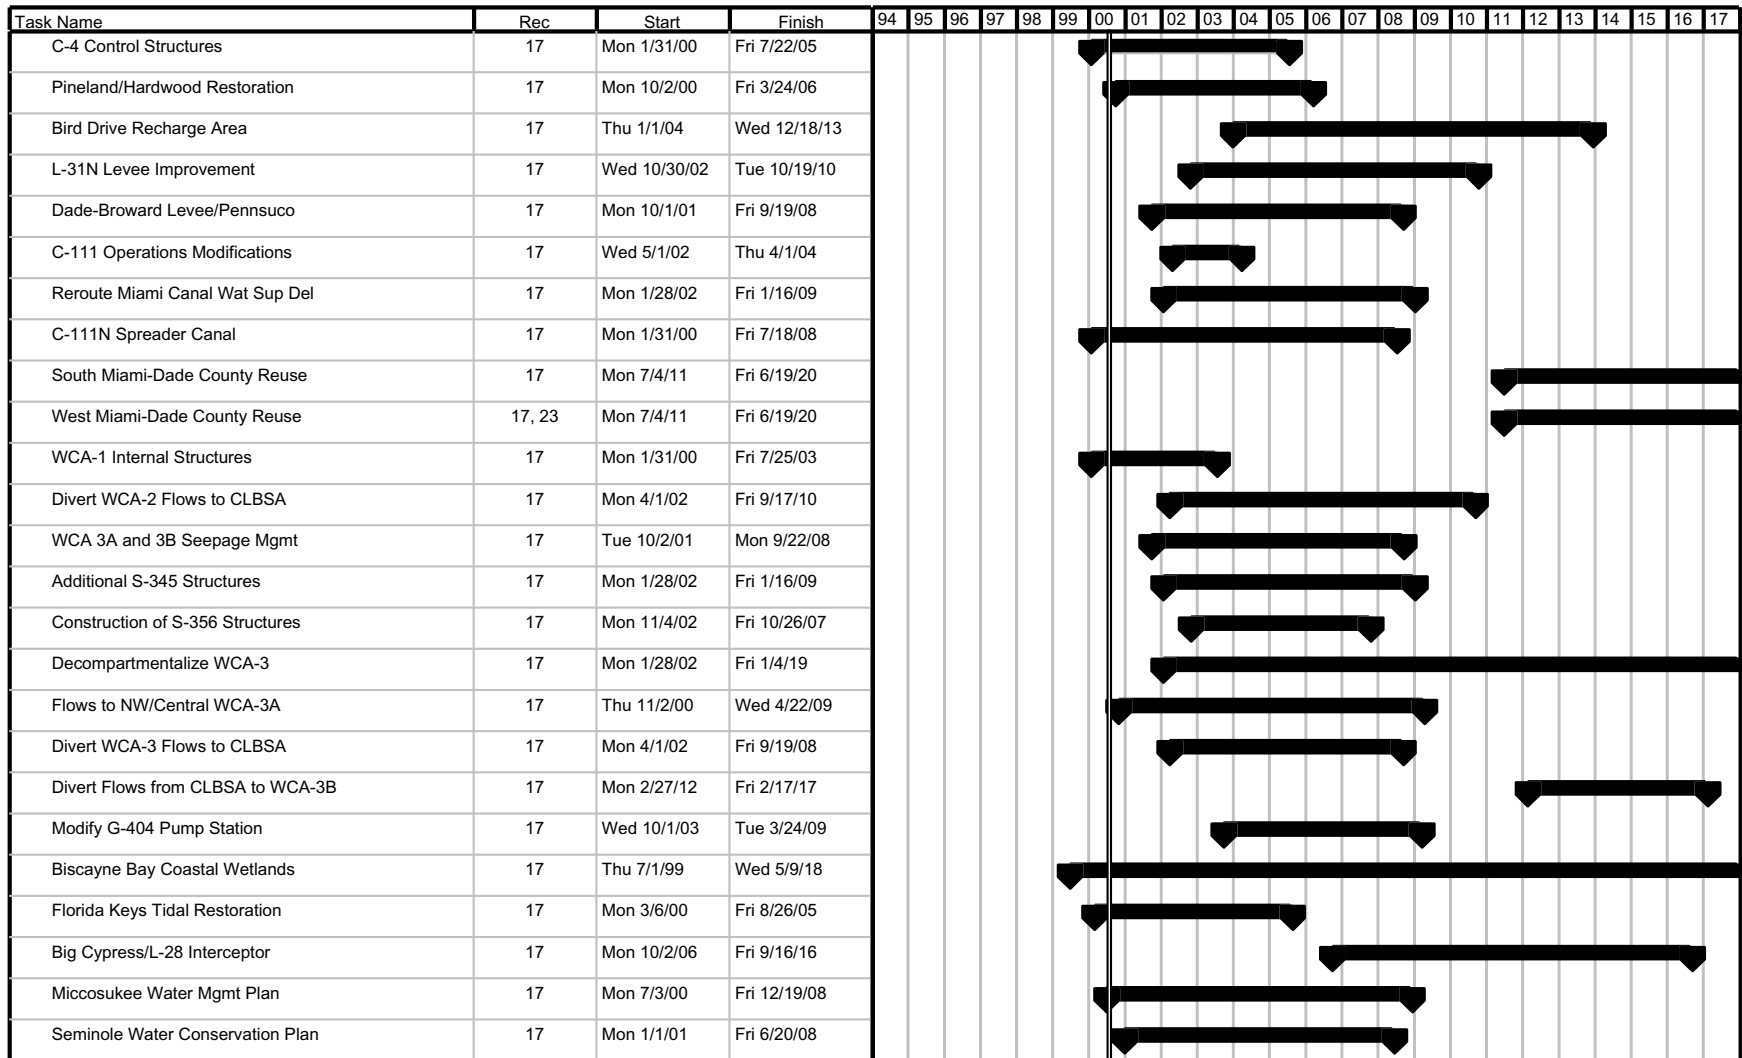 Task Name Rec Start Finish 94 95 96 97 98 99 00 01 02 03 04 05 06 07 08 09 10 11 12 13 14 15 16 17
C-4 Control Structures 17 Mon 1/31/00 Fri 7/22/05
Pineland/Hardwood Restoration 17 Mon 10/2/00 Fri 3/24/06
Bird Drive Recharge Area 17 Thu 1/1/04 Wed 12/18/13
L-31N Levee Improvement 17 Wed 10/30/02 Tue 10/19/10
Dade-Broward Levee/Pennsuco 17 Mon 10/1/01 Fri 9/19/08
C-111 Operations Modifications 17 Wed 5/1/02 Thu 4/1/04
Reroute Miami Canal Wat Sup Del 17 Mon 1/28/02 Fri 1/16/09
C-111N Spreader Canal 17 Mon 1/31/00 Fri 7/18/08
South Miami-Dade County Reuse 17 Mon 7/4/11 Fri 6/19/20
West Miami-Dade County Reuse 17, 23 Mon 7/4/11 Fri 6/19/20
WCA-1 Internal Structures 17 Mon 1/31/00 Fri 7/25/03
Divert WCA-2 Flows to CLBSA 17 Mon 4/1/02 Fri 9/17/10
WCA 3A and 3B Seepage Mgmt 17 Tue 10/2/01 Mon 9/22/08
Additional S-345 Structures 17 Mon 1/28/02 Fri 1/16/09
Construction of S-356 Structures 17 Mon 11/4/02 Fri 10/26/07
Decompartmentalize WCA-3 17 Mon 1/28/02 Fri 1/4/19
Flows to NW/Central WCA-3A 17 Thu 11/2/00 Wed 4/22/09
Divert WCA-3 Flows to CLBSA 17 Mon 4/1/02 Fri 9/19/08
Divert Flows from CLBSA to WCA-3B 17 Mon 2/27/12 Fri 2/17/17
Modify G-404 Pump Station 17 Wed 10/1/03 Tue 3/24/09
Biscayne Bay Coastal Wetlands 17 Thu 7/1/99 Wed 5/9/18
Florida Keys Tidal Restoration 17 Mon 3/6/00 Fri 8/26/05
Big Cypress/L-28 Interceptor 17 Mon 10/2/06 Fri 9/16/16
Miccosukee Water Mgmt Plan 17 Mon 7/3/00 Fri 12/19/08
Seminole Water Conservation Plan 17 Mon 1/1/01 Fri 6/20/08